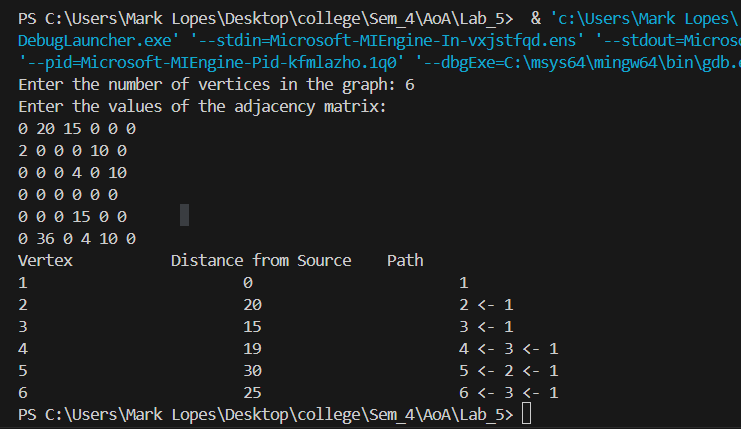 PS C:\Users\Mark Lopes\Desktop\college\Sem_4\AoA\Lab_5>  & 'c:\Users\Mark Lopes\
DebugLauncher.exe' '--stdin=Microsoft-MIEngine-In-vxjstfqd.ens' '--stdout=Microso
'--pid=Microsoft-MIEngine-Pid-kfmlazho.1q0' '--dbgExe=C:\msys64\mingw64\bin\gdb.e
Enter the number of vertices in the graph: 6
Enter the values of the adjacency matrix:
0 20 15 0 0 0
2 0 0 0 10 0
0 0 0 4 0 10
0 0 0 0 0 0
0 0 0 15 0 0
0 36 0 4 10 0
Vertex Distance from Source Path
1 0 1
2 20 2 <- 1
3 15 3 <- 1
4 19 4 <- 3 <- 1
5 30 5 <- 2 <- 1
6 25 6 <- 3 <- 1
PS C:\Users\Mark Lopes\Desktop\college\Sem_4\AoA\Lab_5>